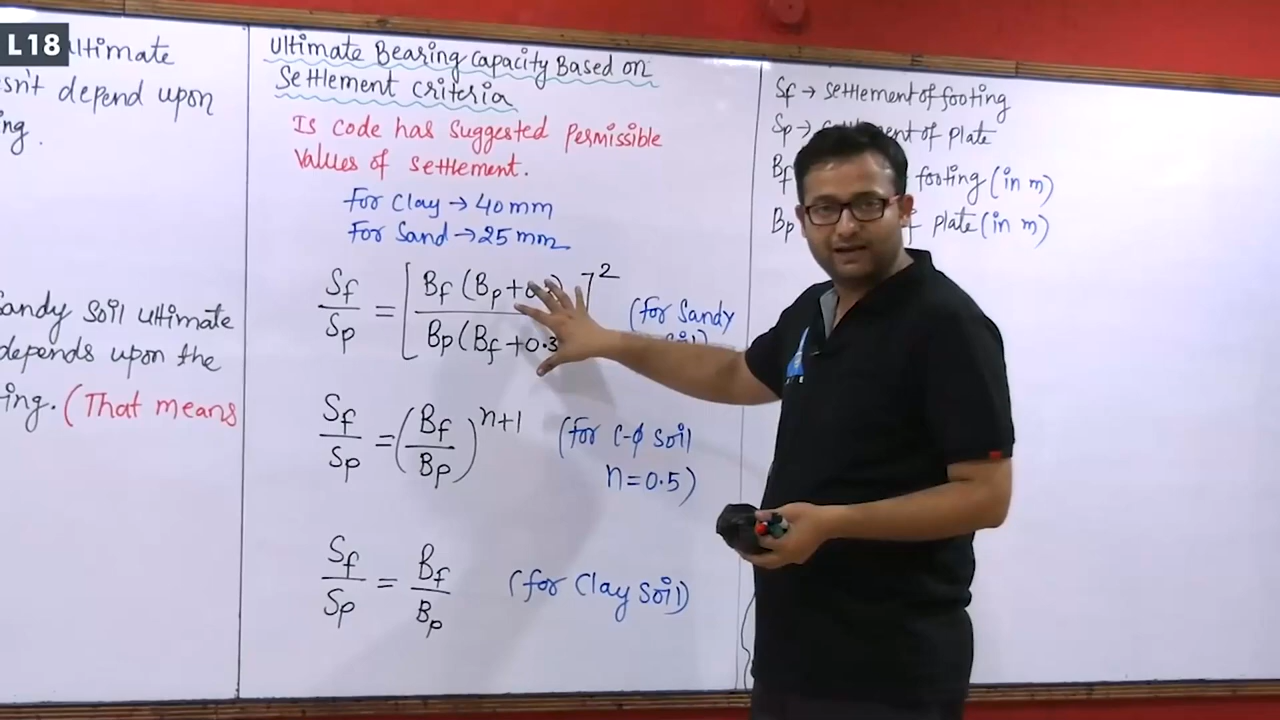 L18
ultimate
sn't depend upon
ng.
Sandy Soil ultimate
depends upon the
ing. (That means
Ultimate Bearing Capacity Based on
Settlement Criteria
Is Code has suggested Permissible
Values of settlement.
For Clay → 40 mm
For Sand → 25 mm
Sf/Sp = [Bf (Bp+0.3) / Bp (Bf+0.3)]² (for Sandy
Sf/Sp = (Bf/Bp)^n+1 (for C-ϕ Soil
n=0.5)
Sf/Sp = Bf/Bp (for Clay Soil)
Sf → settlement of footing
Sp → of plate
Bf footing (in m)
Bp of plate (in m)